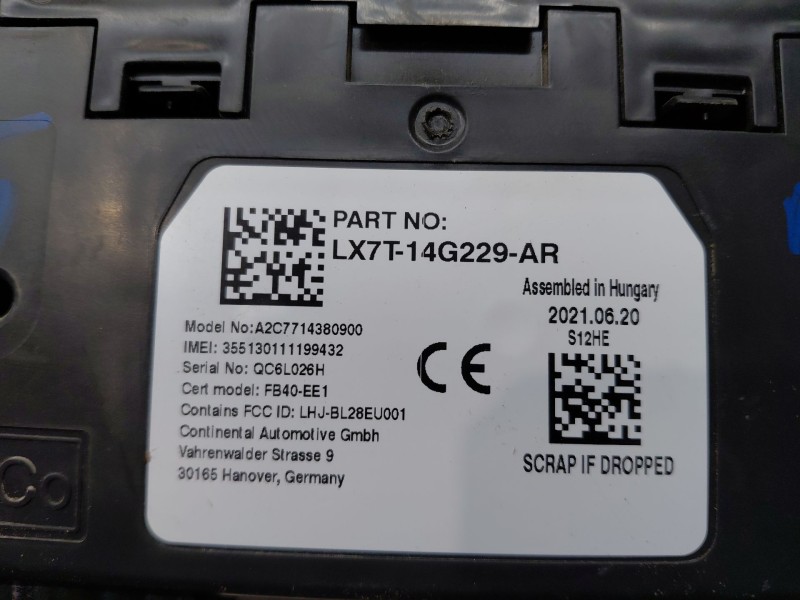 PART NO:
LX7T-14G229-AR
Assembled in Hungary
2021.06.20
S12HE
Model No:A2C7714380900
IMEI: 355130111199432
Serial No: QC6L026H
Cert model: FB40-EE1
Contains FCC ID: LHJ-BL28EU001
Continental Automotive Gmbh
Vahrenwalder Strasse 9
30165 Hanover, Germany
CE
SCRAP IF DROPPED